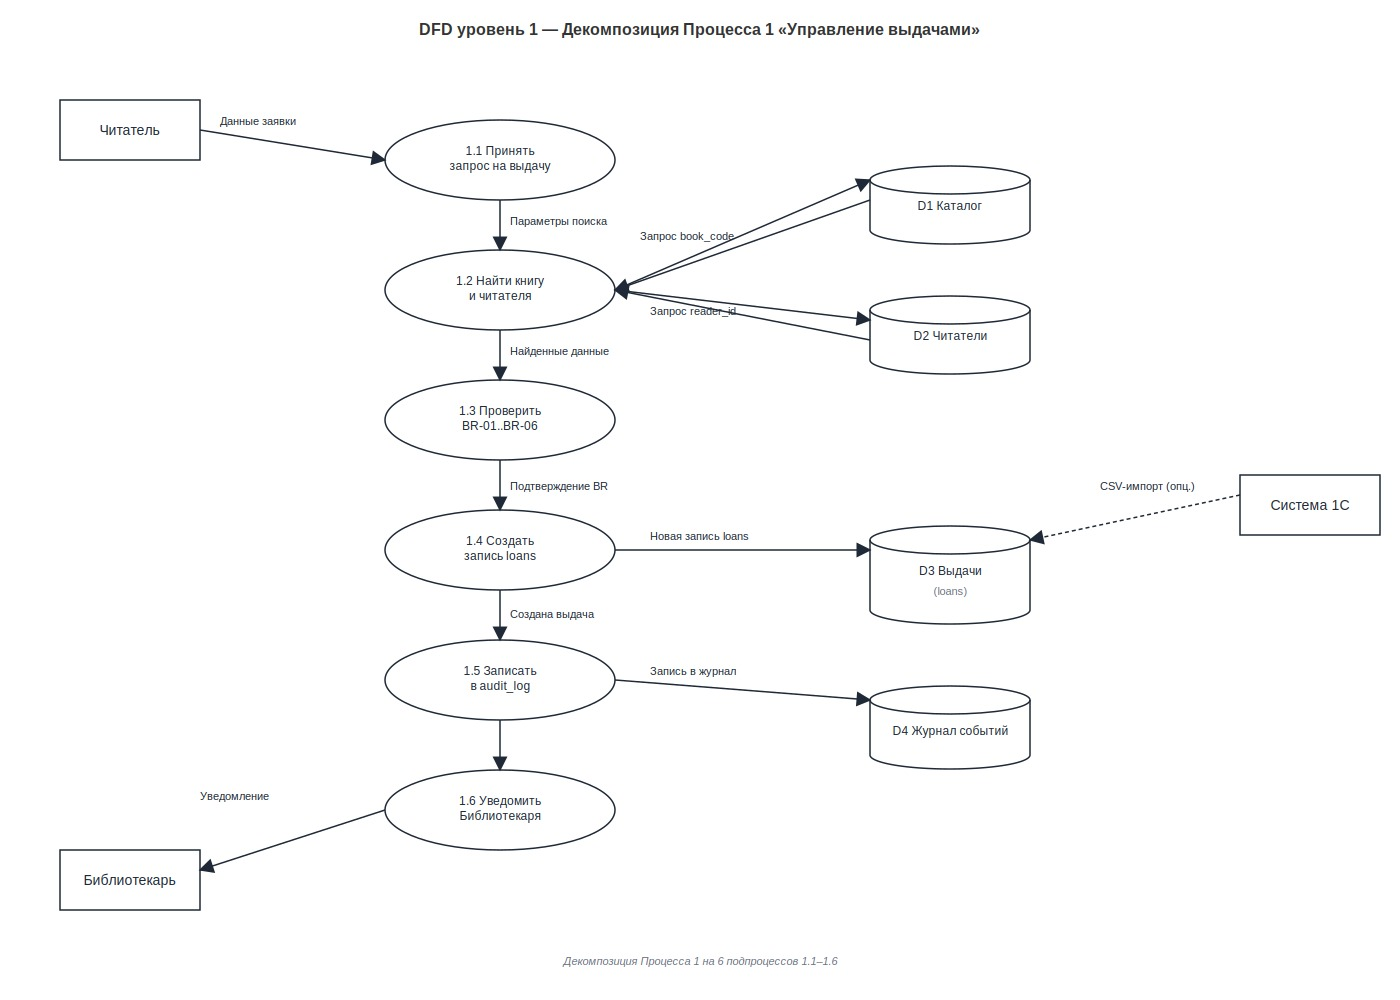 DFD уровень 1 — Декомпозиция Процесса 1 «Управление выдачами»
Читатель
Данные заявки
1.1 Принять
запрос на выдачу
Параметры поиска
Запрос book_code
D1 Каталог
1.2 Найти книгу
и читателя
Запрос reader_id
D2 Читатели
Найденные данные
1.3 Проверить
BR-01..BR-06
Подтверждение BR
CSV-импорт (опц.)
Система 1С
1.4 Создать
запись loans
Новая запись loans
D3 Выдачи
(loans)
Создана выдача
1.5 Записать
в audit_log
Запись в журнал
D4 Журнал событий
1.6 Уведомить
Библиотекаря
Уведомление
Библиотекарь
Декомпозиция Процесса 1 на 6 подпроцессов 1.1–1.6